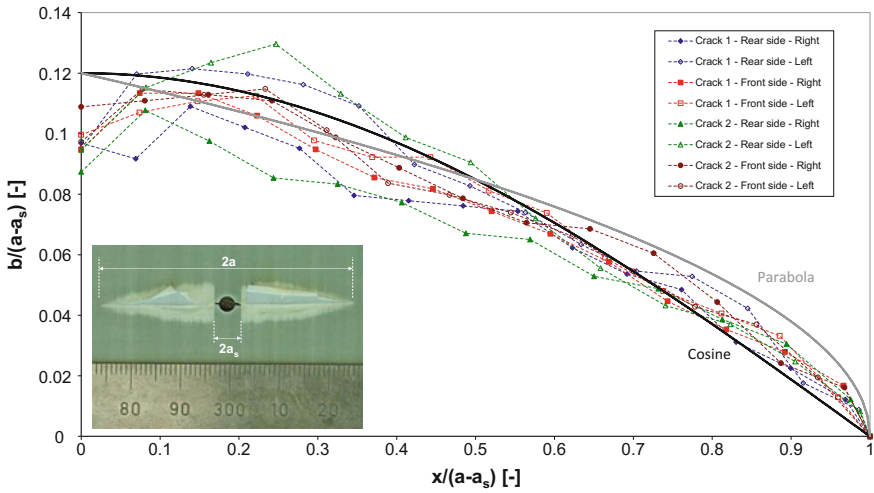 0.14
0.12
0.1
0.08
0.06
0.04
0.02
0
b/(a-aₛ) [-]
Crack 1 - Rear side - Right
Crack 1 - Rear side - Left
Crack 1 - Front side - Right
Crack 1 - Front side - Left
Crack 2 - Rear side - Right
Crack 2 - Rear side - Left
Crack 2 - Front side - Right
Crack 2 - Front side - Left
Parabola
Cosine
2a
2aₛ
80 90 300 10 20
0 0.1 0.2 0.3 0.4 0.5 0.6 0.7 0.8 0.9 1
x/(a-aₛ) [-]